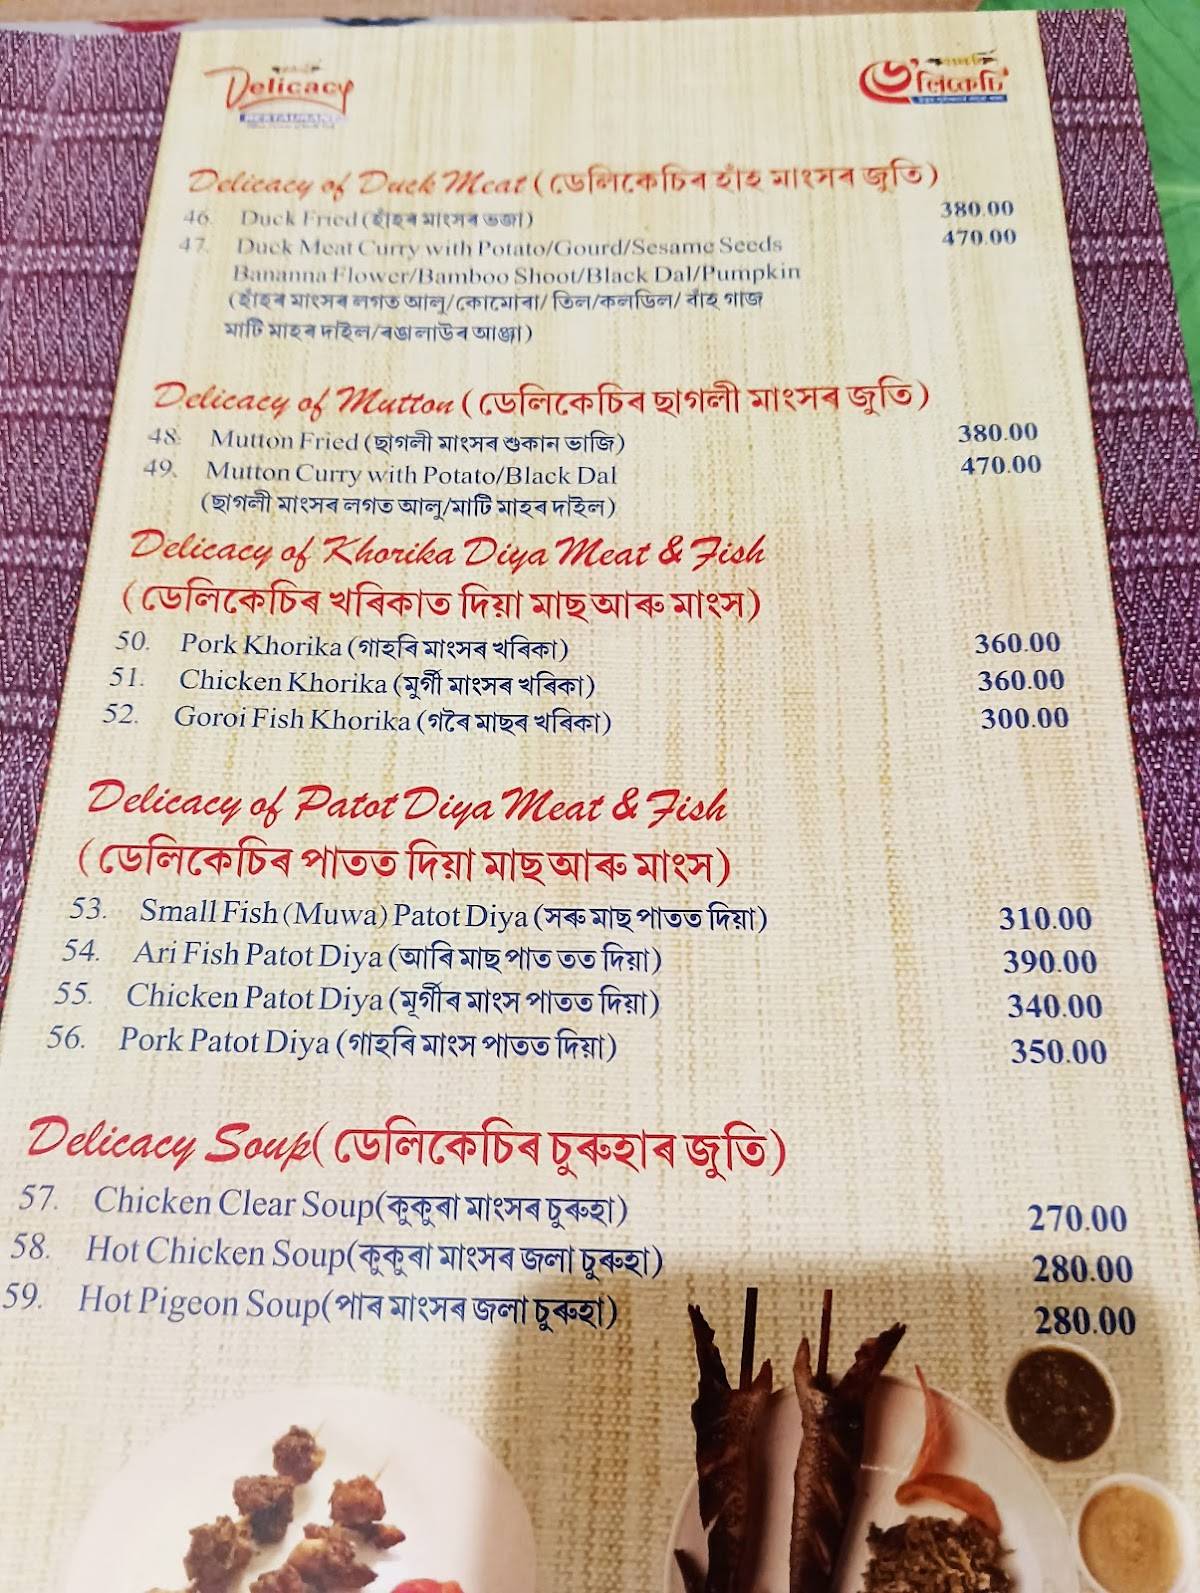 Delicacy
RESTAURANT
ডে'লিকেচি
Delicacy of Duck Meat (ডেলিকেচিৰ হাঁহ মাংসৰ জুতি)
46. Duck Fried (হাঁহৰ মাংসৰ ভজা) 380.00
47. Duck Meat Curry with Potato/Gourd/Sesame Seeds 470.00
Bananna Flower/Bamboo Shoot/Black Dal/Pumpkin
(হাঁহৰ মাংসৰ লগত আলু/কোমোৰা/ তিল/কলডিল/ বাঁহ গাজ
মাটি মাহৰ দাইল/ৰঙালাউৰ আঞ্জা)
Delicacy of Mutton (ডেলিকেচিৰ ছাগলী মাংসৰ জুতি)
48. Mutton Fried (ছাগলী মাংসৰ শুকান ভাজি) 380.00
49. Mutton Curry with Potato/Black Dal 470.00
(ছাগলী মাংসৰ লগত আলু/মাটি মাহৰ দাইল)
Delicacy of Khorika Diya Meat & Fish
(ডেলিকেচিৰ খৰিকাত দিয়া মাছ আৰু মাংস)
50. Pork Khorika (গাহৰি মাংসৰ খৰিকা) 360.00
51. Chicken Khorika (মুৰ্গী মাংসৰ খৰিকা) 360.00
52. Goroi Fish Khorika (গৰৈ মাছৰ খৰিকা) 300.00
Delicacy of Patot Diya Meat & Fish
(ডেলিকেচিৰ পাতত দিয়া মাছ আৰু মাংস)
53. Small Fish (Muwa) Patot Diya (সৰু মাছ পাতত দিয়া) 310.00
54. Ari Fish Patot Diya (আৰি মাছ পাত তত দিয়া) 390.00
55. Chicken Patot Diya (মূৰ্গীৰ মাংস পাতত দিয়া) 340.00
56. Pork Patot Diya (গাহৰি মাংস পাতত দিয়া) 350.00
Delicacy Soup( ডেলিকেচিৰ চুৰুহাৰ জুতি)
57. Chicken Clear Soup(কুকুৰা মাংসৰ চুৰুহা) 270.00
58. Hot Chicken Soup(কুকুৰা মাংসৰ জলা চুৰুহা) 280.00
59. Hot Pigeon Soup(পাৰ মাংসৰ জলা চুৰুহা) 280.00